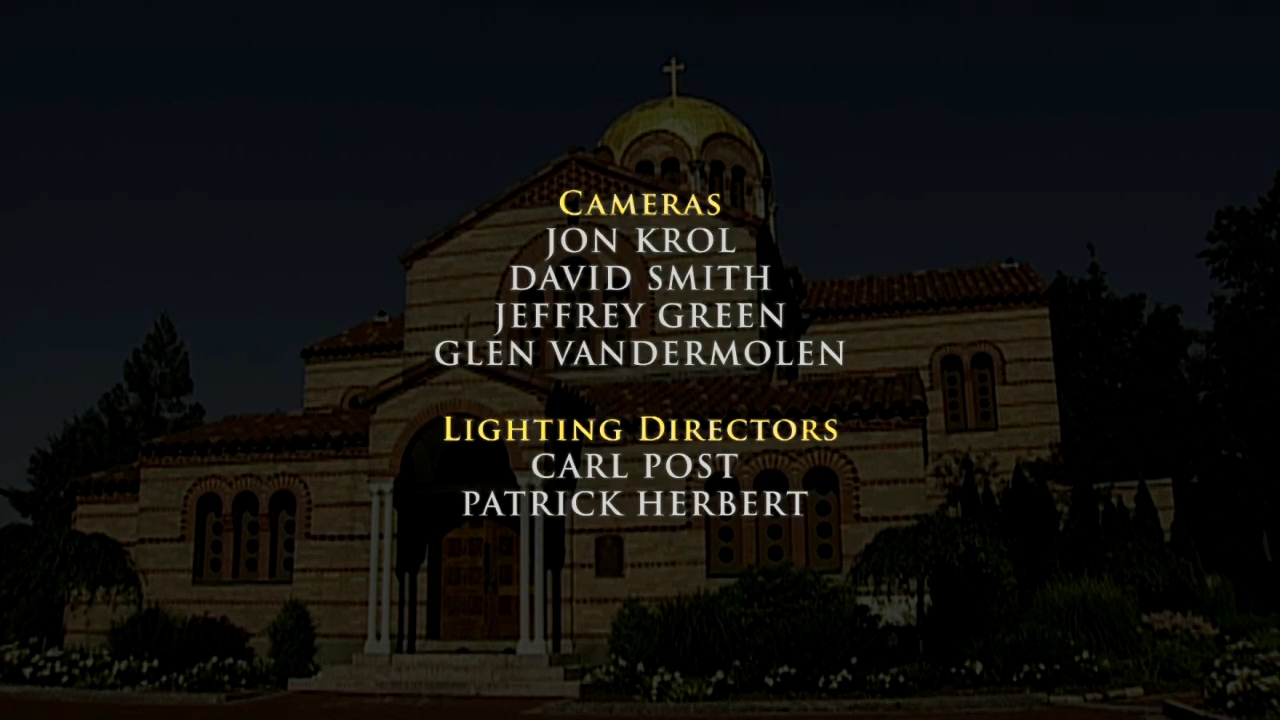 CAMERAS
JON KROL
DAVID SMITH
JEFFREY GREEN
GLEN VANDERMOLEN
LIGHTING DIRECTORS
CARL POST
PATRICK HERBERT